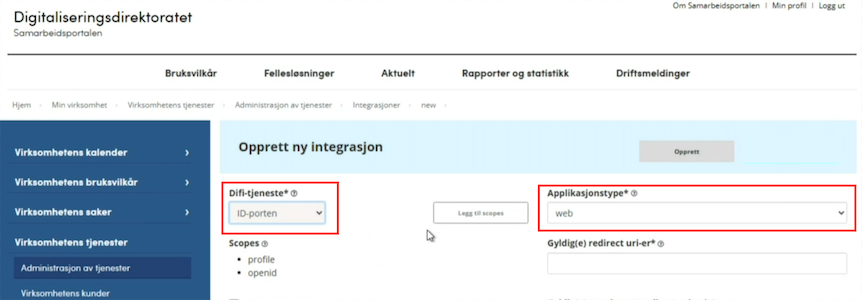 Om Samarbeidsportalen | Min profil | Logg ut
Digitaliseringsdirektoratet
Samarbeidsportalen
Bruksvilkår Fellesløsninger Aktuelt Rapporter og statistikk Driftsmeldinger
Hjem › Min virksomhet › Virksomhetens tjenester › Administrasjon av tjenester › Integrasjoner › new ›
Virksomhetens kalender
Virksomhetens bruksvilkår
Virksomhetens saker
Virksomhetens tjenester
Administrasjon av tjenester
Virksomhetens kunder
Opprett ny integrasjon
Opprett
Difi-tjeneste*
ID-porten
Legg til scopes
Applikasjonstype*
web
Scopes
• profile
• openid
Gyldig(e) redirect uri-er*